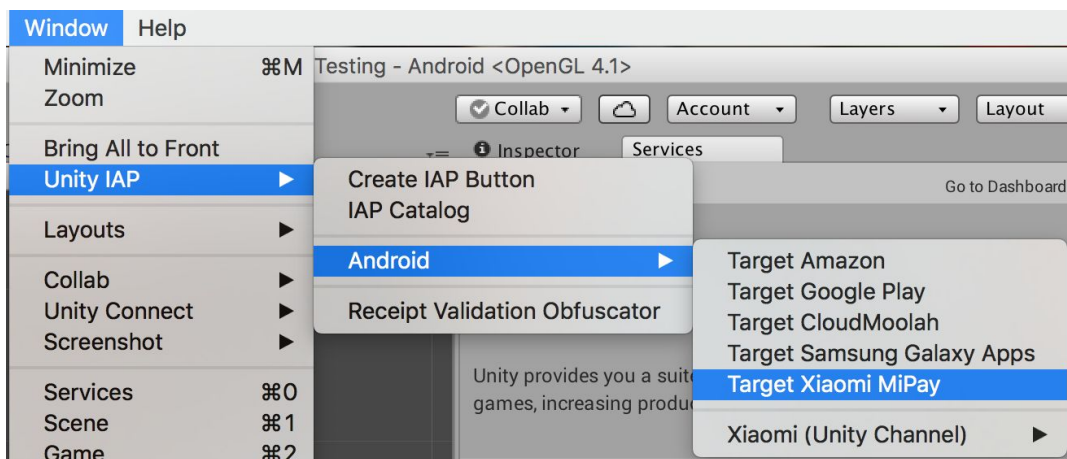 Window Help
Minimize ⌘M
Zoom
Bring All to Front
Unity IAP
Layouts
Collab
Unity Connect
Screenshot
Services ⌘0
Scene ⌘1
Game ⌘2
Testing - Android <OpenGL 4.1>
Collab Account Layers Layout
Inspector Services
Go to Dashboard
Create IAP Button
IAP Catalog
Android
Receipt Validation Obfuscator
Target Amazon
Target Google Play
Target CloudMoolah
Target Samsung Galaxy Apps
Target Xiaomi MiPay
Xiaomi (Unity Channel)
Unity provides you a suit
games, increasing produ